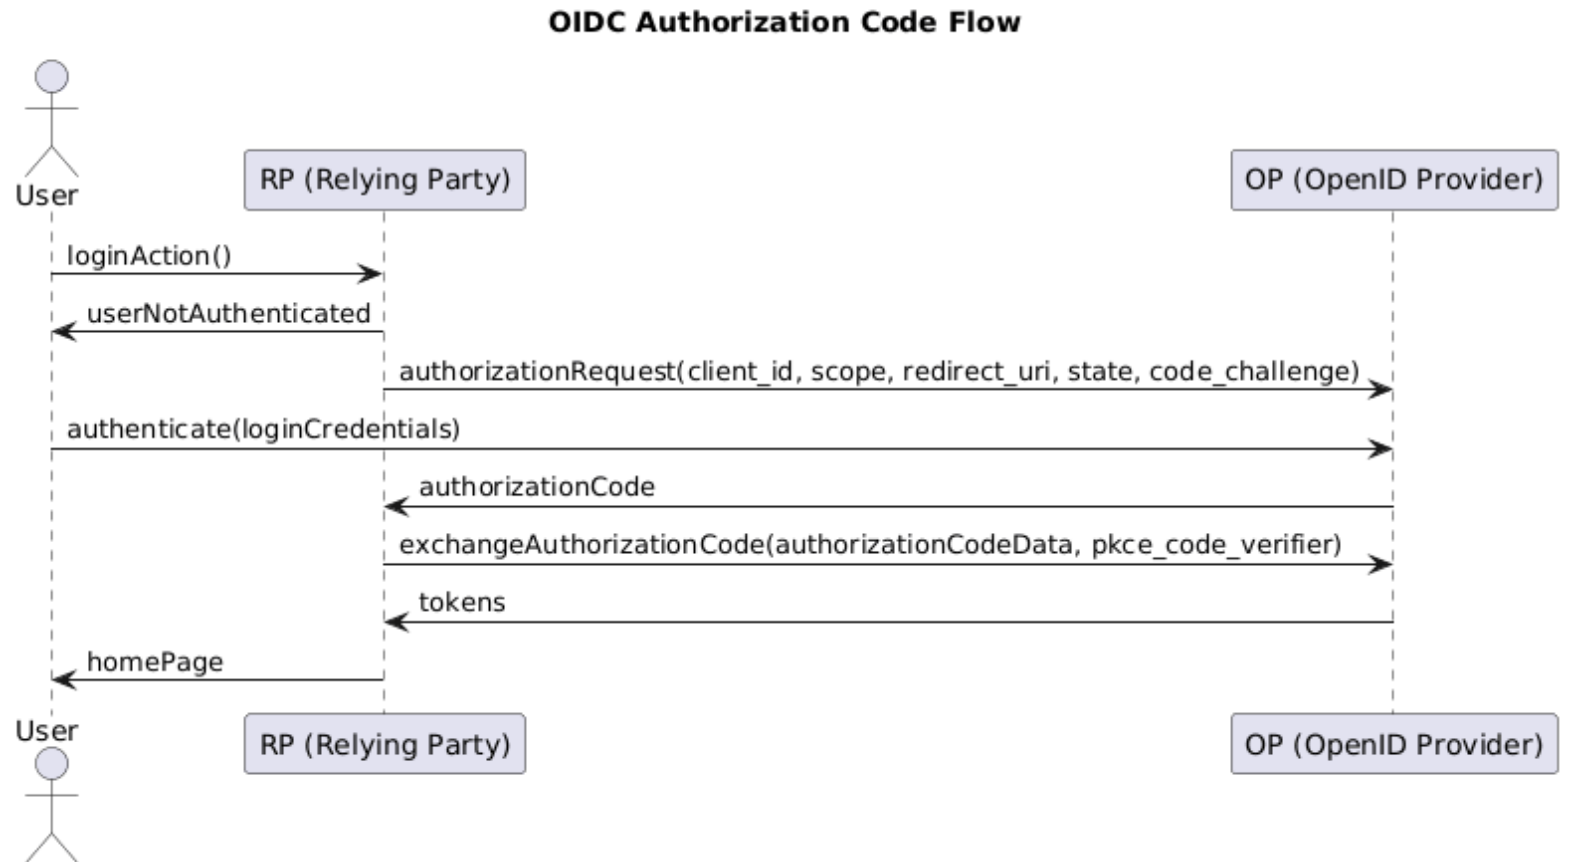 OIDC Authorization Code Flow
User
RP (Relying Party)
OP (OpenID Provider)
loginAction()
userNotAuthenticated
authorizationRequest(client_id, scope, redirect_uri, state, code_challenge)
authenticate(loginCredentials)
authorizationCode
exchangeAuthorizationCode(authorizationCodeData, pkce_code_verifier)
tokens
homePage
User
RP (Relying Party)
OP (OpenID Provider)